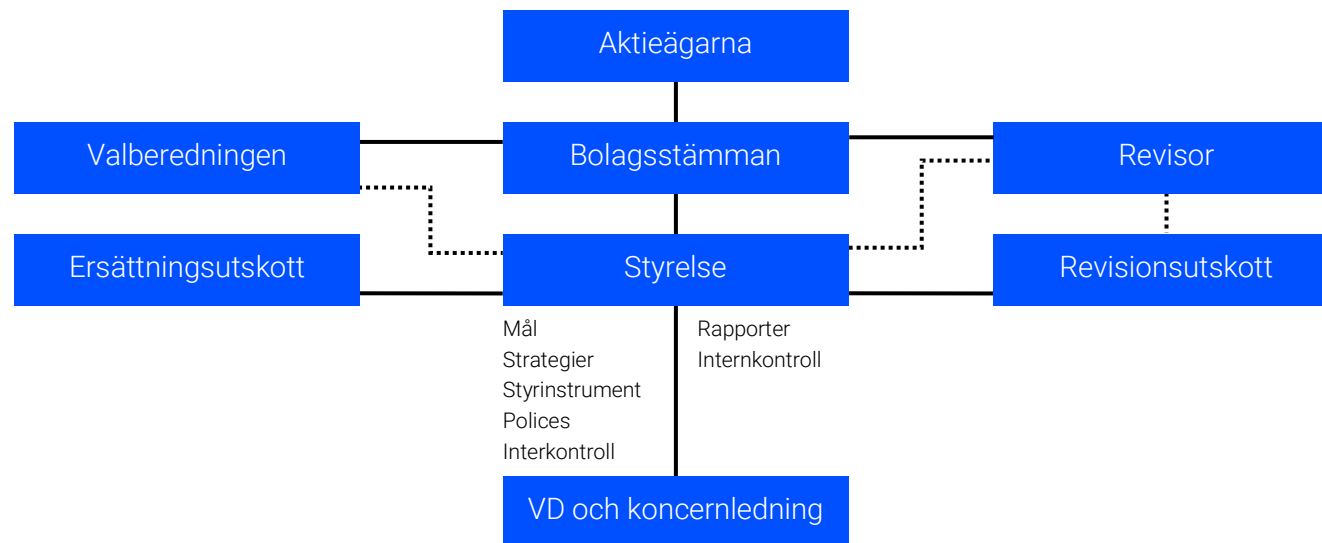 Aktieägarna
Valberedningen
Bolagsstämman
Revisor
Ersättningsutskott
Styrelse
Revisionsutskott
Mål
Strategier
Styrinstrument
Polices
Interkontroll
Rapporter
Internkontroll
VD och koncernledning